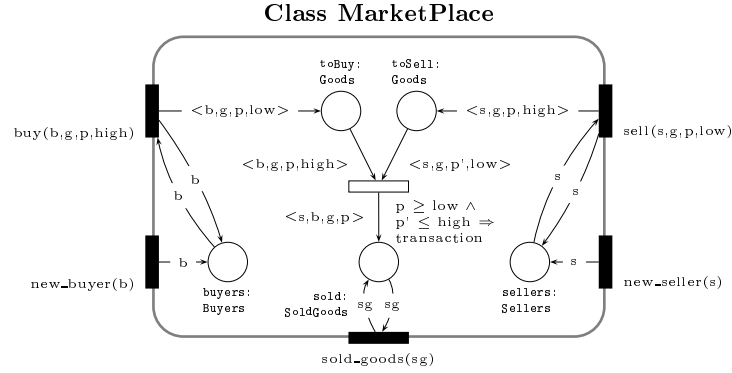 Class MarketPlace
toBuy:
Goods
toSell:
Goods
<b,g,p,low>
<s,g,p,high>
buy(b,g,p,high)
sell(s,g,p,low)
<b,g,p,high>
<s,g,p',low>
b
b
s
s
<s,b,g,p>
p ≥ low ∧
p' ≤ high ⇒
transaction
b
s
new_buyer(b)
new_seller(s)
buyers:
Buyers
sold:
SoldGoods
sellers:
Sellers
sg
sg
sold_goods(sg)